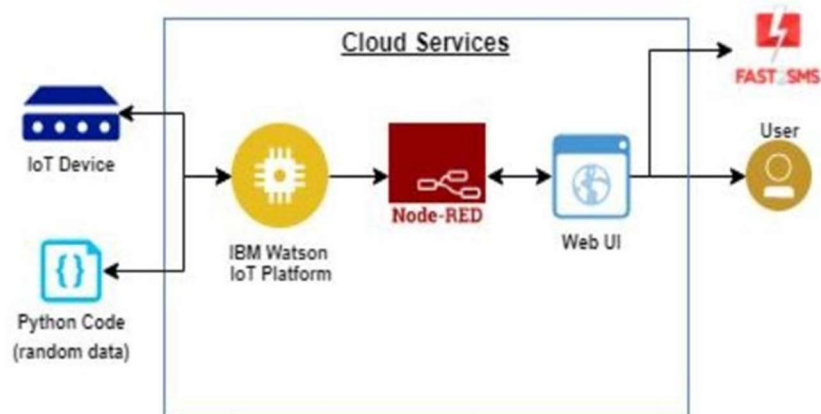 Cloud Services
FAST2SMS
IoT Device
User
Node-RED
IBM Watson
IoT Platform
Web UI
Python Code
(random data)